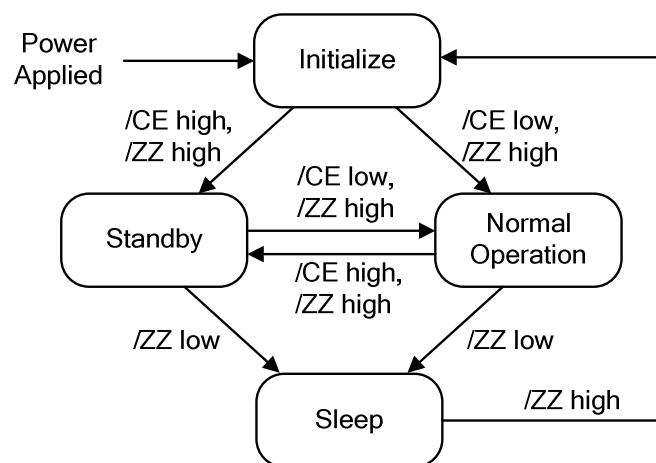 Power
Applied
Initialize
/CE high,
/ZZ high
/CE low,
/ZZ high
/CE low,
/ZZ high
Standby
Normal
Operation
/CE high,
/ZZ high
/ZZ low
/ZZ low
Sleep
/ZZ high